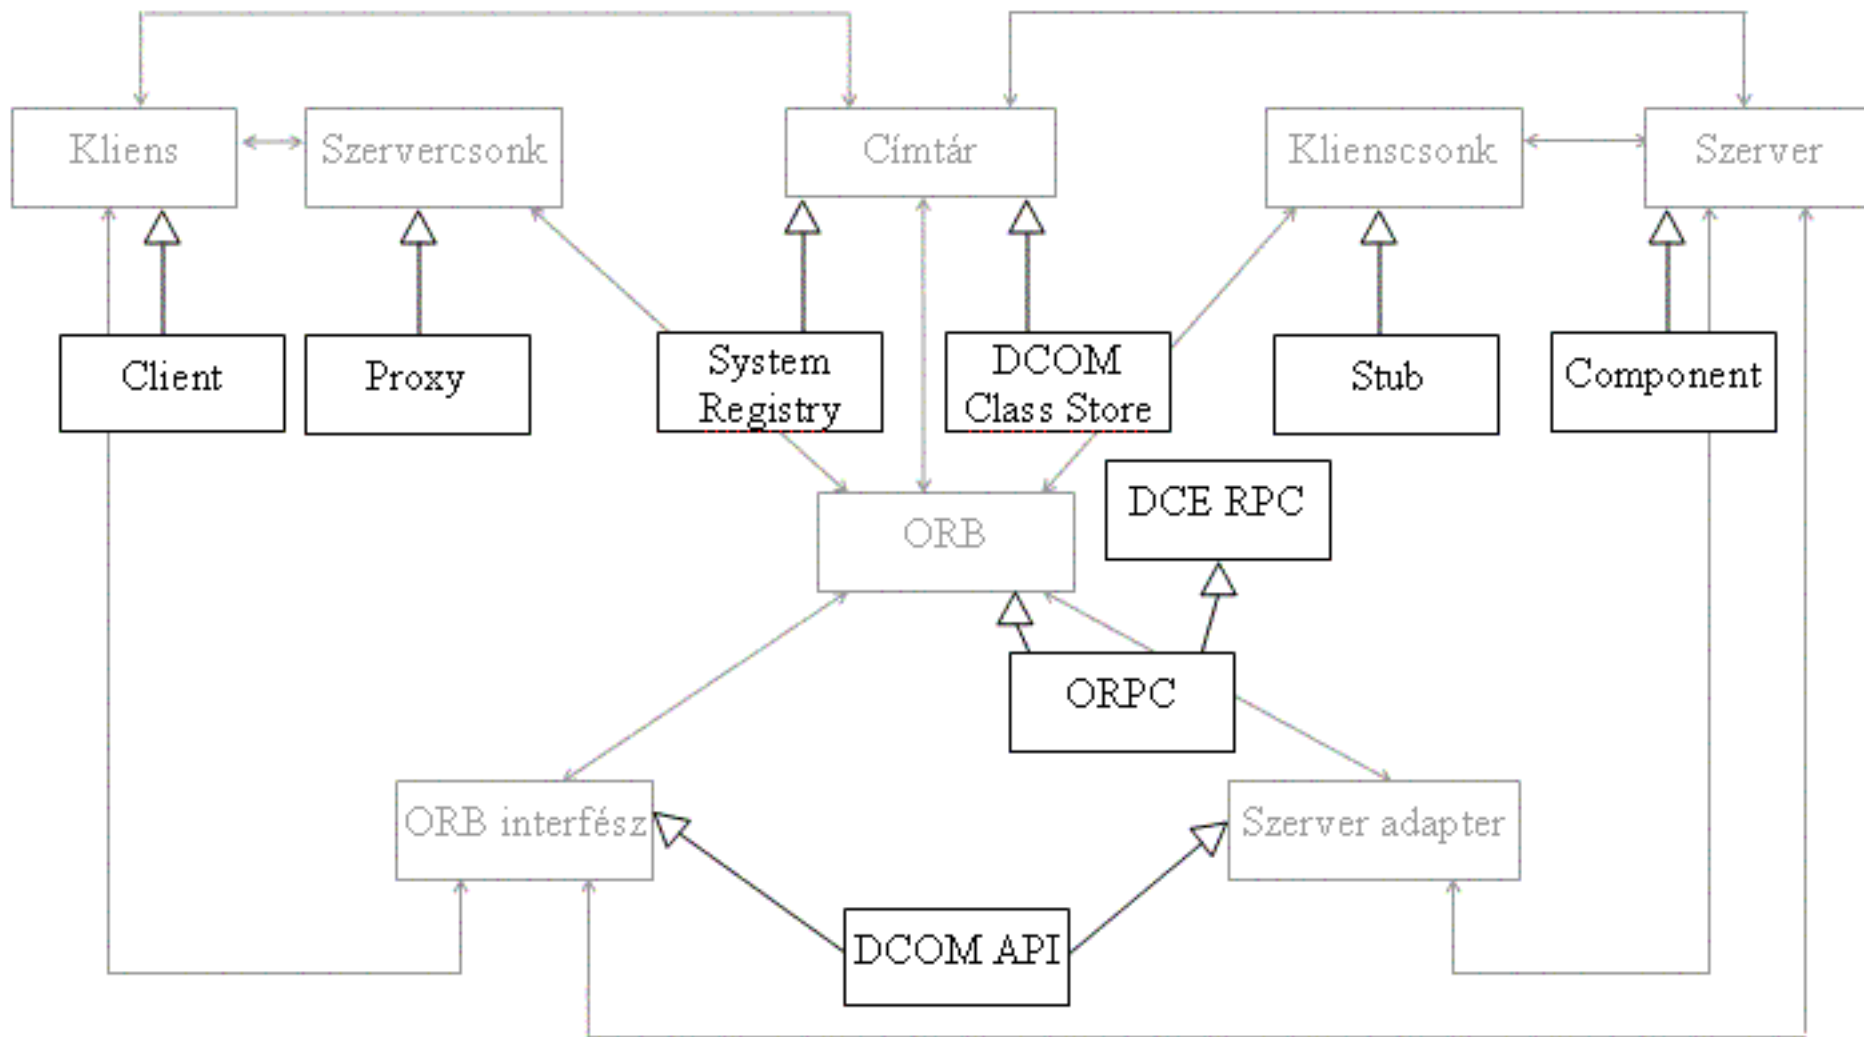 Kliens
Szervercsonk
Címtár
Klienscsonk
Szerver
Client
Proxy
System
Registry
DCOM
Class Store
Stub
Component
DCE RPC
ORB
ORPC
ORB interfész
Szerver adapter
DCOM API